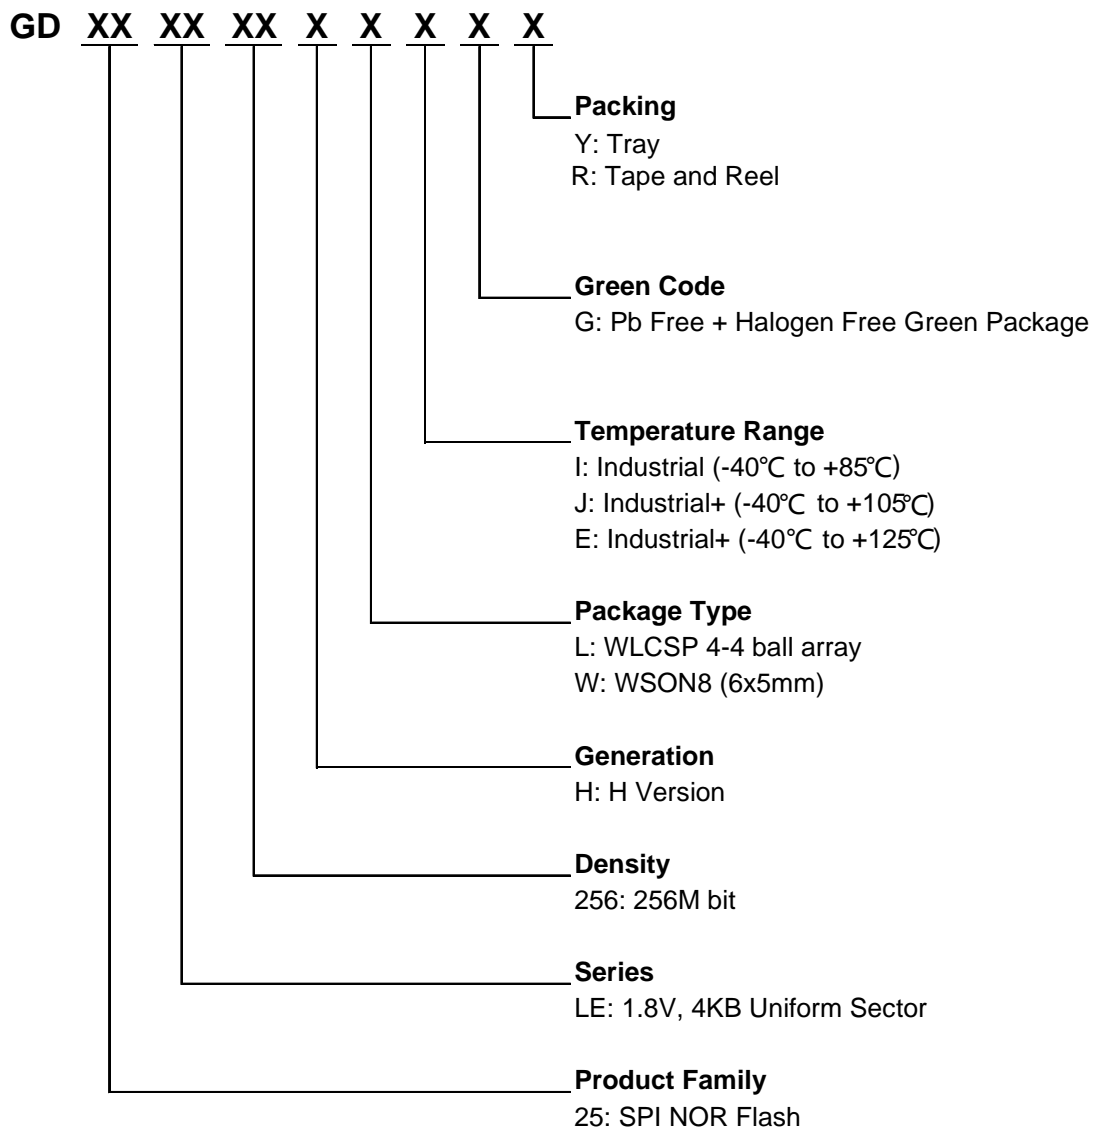 GD XX XX XX X X X X X
Packing
Y: Tray
R: Tape and Reel
Green Code
G: Pb Free + Halogen Free Green Package
Temperature Range
I: Industrial (-40℃ to +85℃)
J: Industrial+ (-40℃ to +105℃)
E: Industrial+ (-40℃ to +125℃)
Package Type
L: WLCSP 4-4 ball array
W: WSON8 (6x5mm)
Generation
H: H Version
Density
256: 256M bit
Series
LE: 1.8V, 4KB Uniform Sector
Product Family
25: SPI NOR Flash